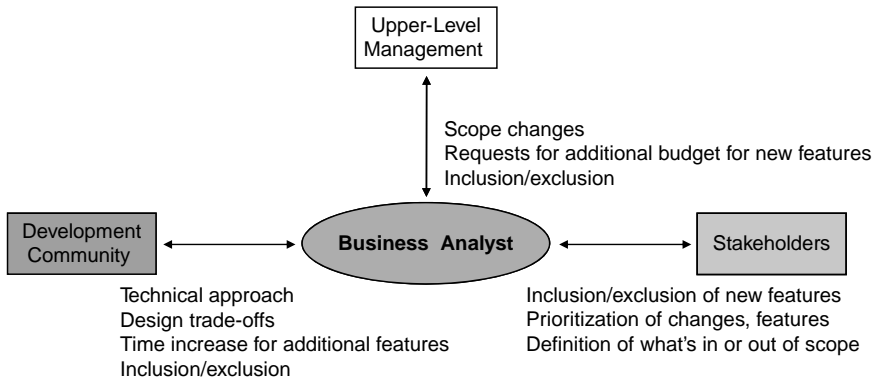 Upper-Level
Management
Scope changes
Requests for additional budget for new features
Inclusion/exclusion
Development
Community
Business Analyst
Stakeholders
Technical approach
Design trade-offs
Time increase for additional features
Inclusion/exclusion
Inclusion/exclusion of new features
Prioritization of changes, features
Definition of what's in or out of scope